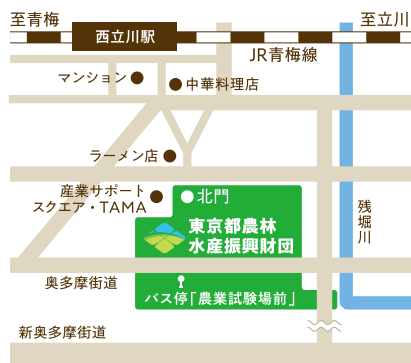 至青梅
至立川
西立川駅
JR青梅線
マンション
中華料理店
ラーメン店
産業サポート
スクエア・TAMA
北門
東京都農林
水産振興財団
残堀川
奥多摩街道
バス停「農業試験場前」
新奥多摩街道